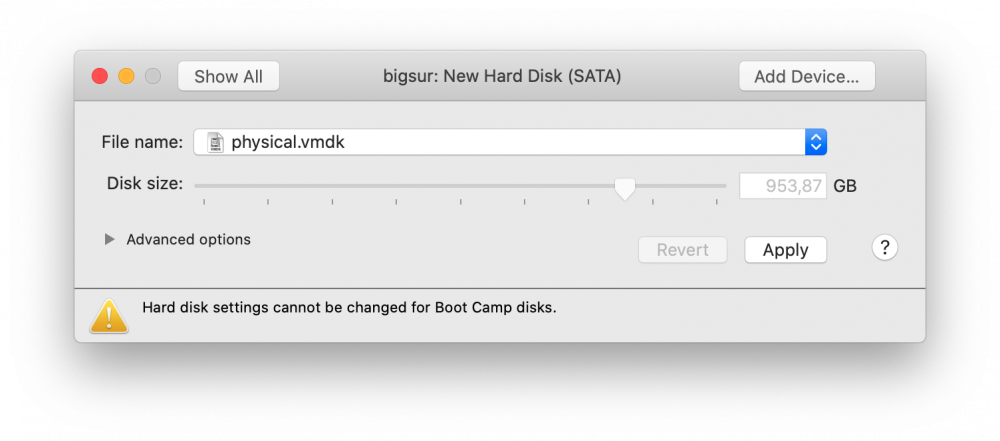 Show All
bigsur: New Hard Disk (SATA)
Add Device...
File name: physical.vmdk
Disk size: 953,87 GB
Advanced options
Revert
Apply
?
Hard disk settings cannot be changed for Boot Camp disks.